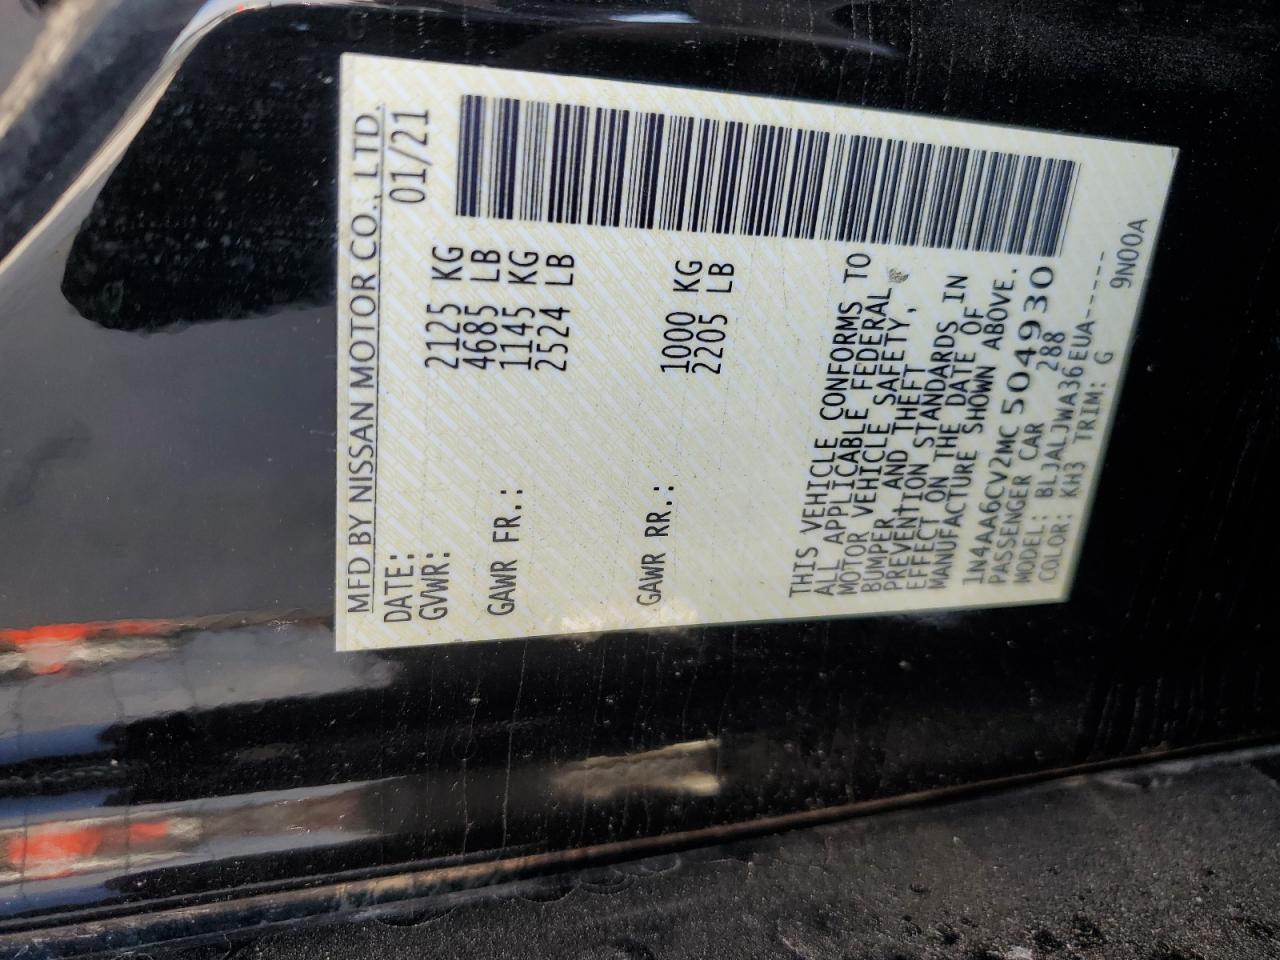 MFD BY NISSAN MOTOR CO., LTD.
DATE: 01/21
GVWR: 2125 KG
4685 LB
GAWR FR.: 1145 KG
2524 LB
GAWR RR.: 1000 KG
2205 LB
THIS VEHICLE CONFORMS TO
ALL APPLICABLE FEDERAL
MOTOR VEHICLE SAFETY,
BUMPER AND THEFT
PREVENTION STANDARDS IN
EFFECT ON THE DATE OF
MANUFACTURE SHOWN ABOVE.
1N4AA6CV2MC504930
PASSENGER CAR 288
MODEL: BLJALJWA36EUA-----
COLOR: KH3 TRIM: G
9N00A